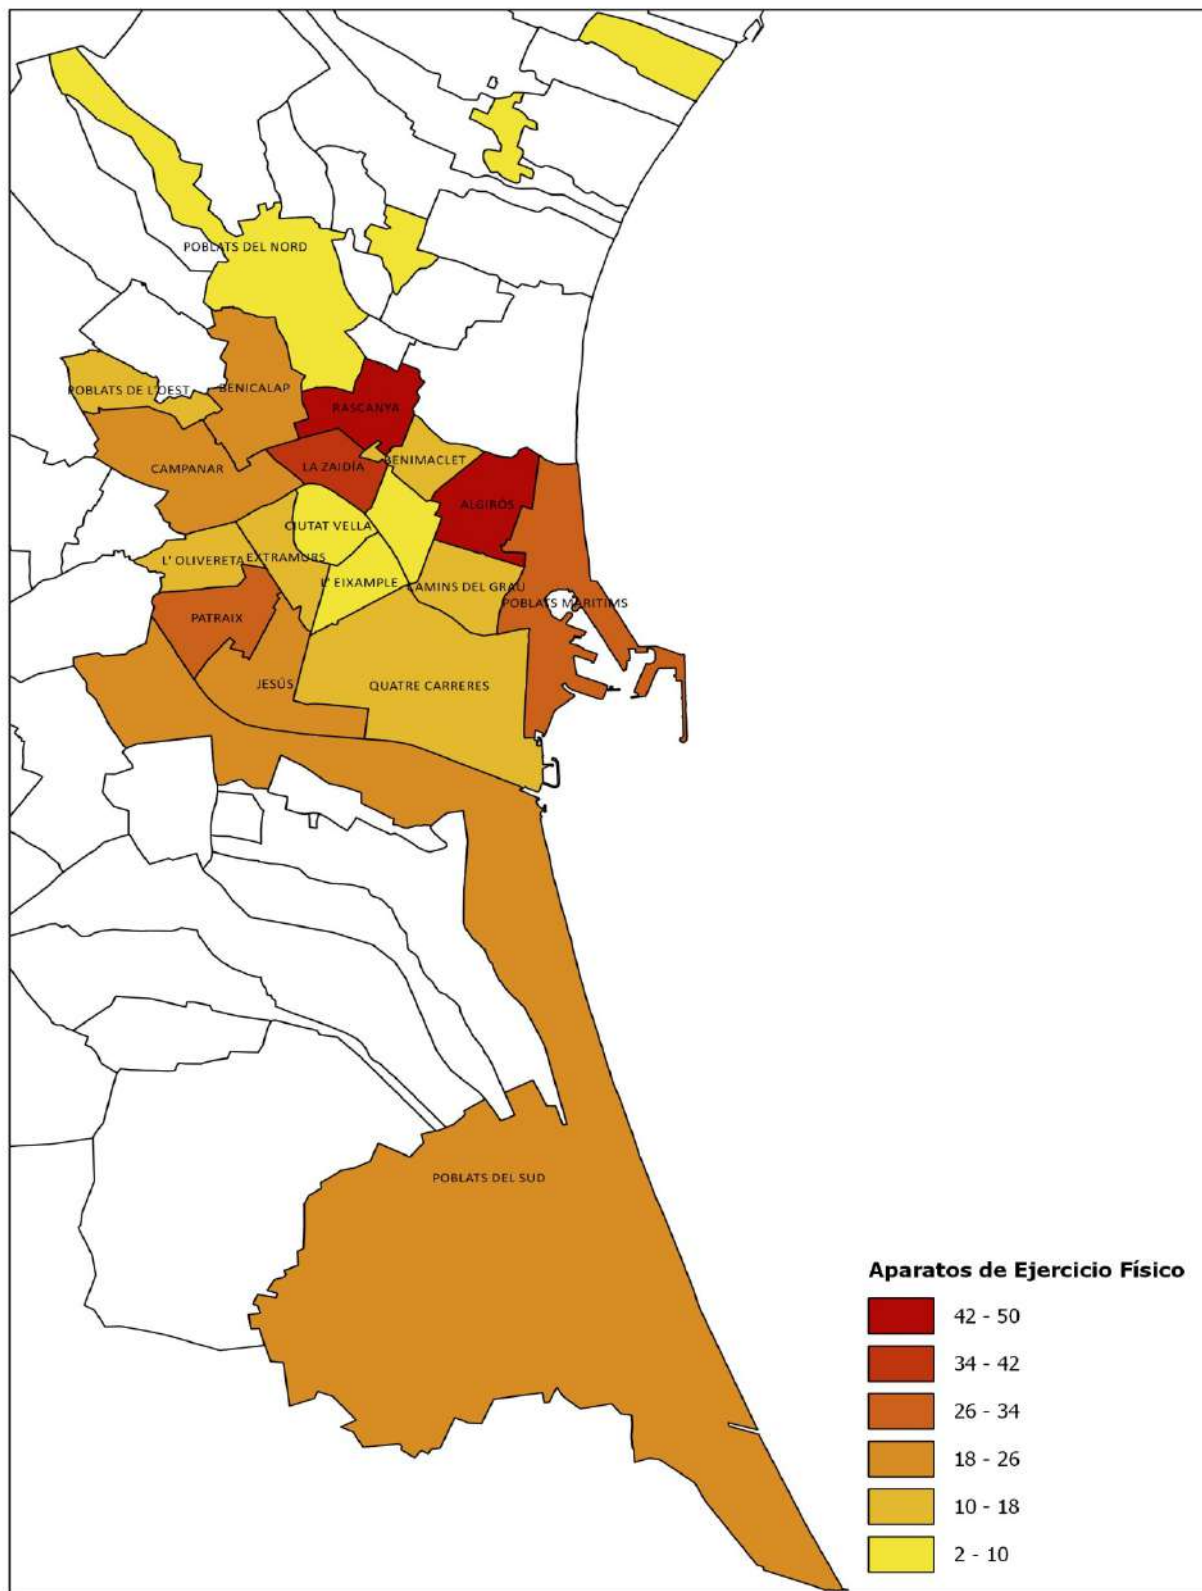 POBLATS DEL NORD
POBLATS DE L'OEST
BENICALAP
RASCANYA
CAMPANAR
LA ZAIDÍA
BENIMACLET
ALGIRÓS
CIUTAT VELLA
L' OLIVERETA
EXTRAMURS
L' EIXAMPLE
CAMINS DEL GRAU
POBLATS MARITIMS
PATRAIX
JESÚS
QUATRE CARRERES
POBLATS DEL SUD
Aparatos de Ejercicio Físico
42 - 50
34 - 42
26 - 34
18 - 26
10 - 18
2 - 10